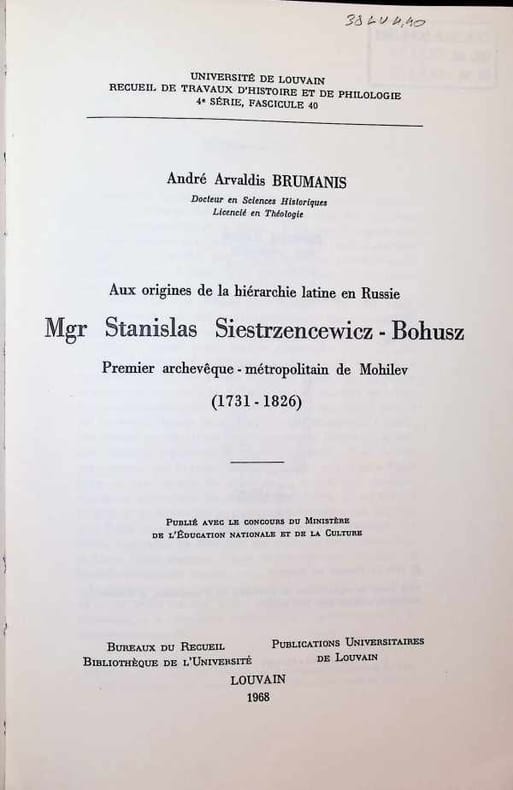 UNIVERSITÉ DE LOUVAIN
RECUEIL DE TRAVAUX D'HISTOIRE ET DE PHILOLOGIE
4e SÉRIE, FASCICULE 40
André Arvaldis BRUMANIS
Docteur en Sciences Historiques
Licencié en Théologie
Aux origines de la hiérarchie latine en Russie
Mgr Stanislas Siestrzencewicz - Bohusz
Premier archevêque - métropolitain de Mohilev
(1731 - 1826)
Publié avec le concours du Ministère
de l'Éducation nationale et de la Culture
Bureaux du Recueil
Bibliothèque de l'Université
Publications Universitaires
de Louvain
LOUVAIN
1968